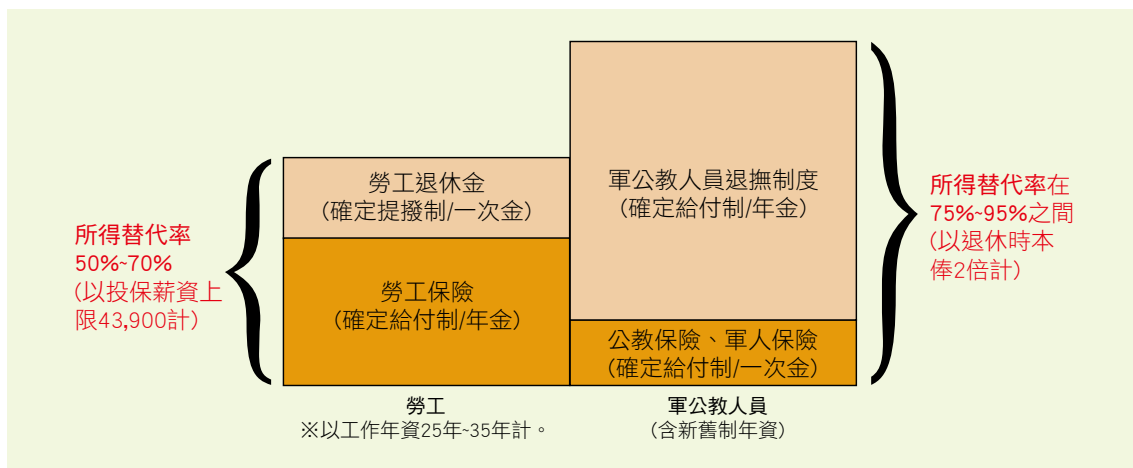 勞工退休金
(確定提撥制/一次金)
勞工保險
(確定給付制/年金)
軍公教人員退撫制度
(確定給付制/年金)
公教保險、軍人保險
(確定給付制/一次金)
所得替代率
50%~70%
(以投保薪資上
限43,900計)
所得替代率在
75%~95%之間
(以退休時本
俸2倍計)
勞工
※以工作年資25年~35年計。
軍公教人員
(含新舊制年資)